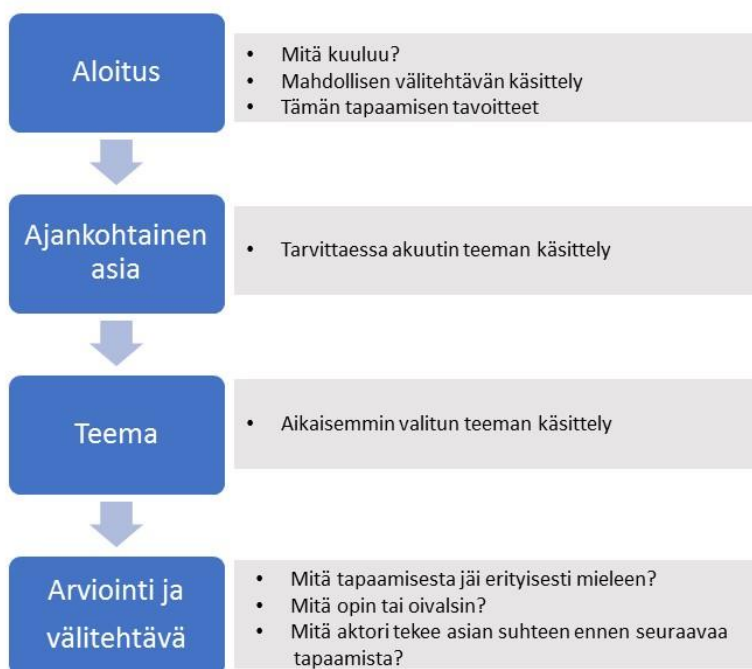 Aloitus
• Mitä kuuluu?
• Mahdollisen välitehtävän käsittely
• Tämän tapaamisen tavoitteet
Ajankohtainen
asia
• Tarvittaessa akuutin teeman käsittely
Teema
• Aikaisemmin valitun teeman käsittely
Arviointi ja
välitehtävä
• Mitä tapaamisesta jäi erityisesti mieleen?
• Mitä opin tai oivalsin?
• Mitä aktori tekee asian suhteen ennen seuraavaa
tapaamista?